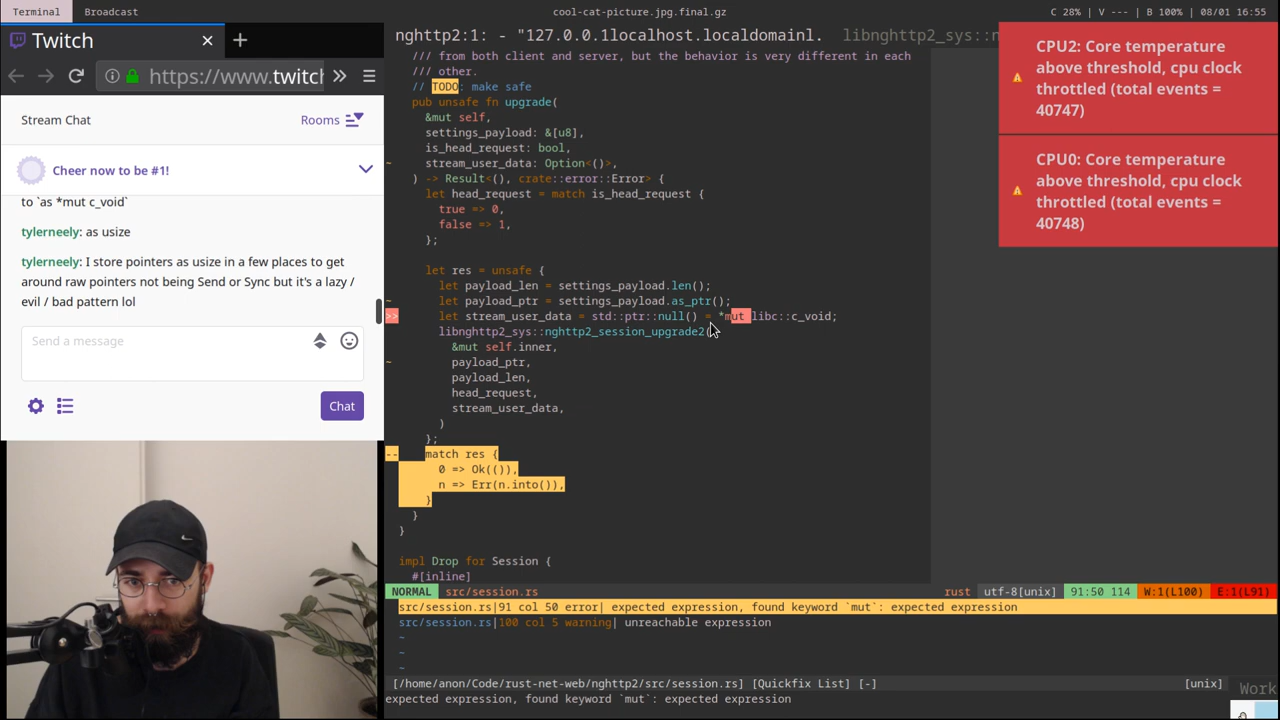 Terminal
Broadcast
cool-cat-picture.jpg.final.gz
C 28% | V --- | B 100% | 08/01 16:55
Twitch
https://www.twitch
Stream Chat
Rooms
Cheer now to be #1!
to `as *mut c_void`
tylerneely: as usize
tylerneely: I store pointers as usize in a few places to get
around raw pointers not being Send or Sync but it's a lazy /
evil / bad pattern lol
Send a message
Chat
nghttp2:1: - "127.0.0.1localhost.localdomainl.
libnghttp2_sys::n
/// from both client and server, but the behavior is very different in each
/// other.
// TODO: make safe
pub unsafe fn upgrade(
&mut self,
settings_payload: &[u8],
is_head_request: bool,
~ stream_user_data: Option<()>,
) -> Result<(), crate::error::Error> {
let head_request = match is_head_request {
true => 0,
false => 1,
};
let res = unsafe {
let payload_len = settings_payload.len();
~ let payload_ptr = settings_payload.as_ptr();
>> let stream_user_data = std::ptr::null() = *mut libc::c_void;
libnghttp2_sys::nghttp2_session_upgrade2(
&mut self.inner,
~ payload_ptr,
payload_len,
head_request,
stream_user_data,
)
};
-- match res {
0 => Ok(()),
n => Err(n.into()),
}
}
}
impl Drop for Session {
#[inline]
NORMAL src/session.rs rust utf-8[unix] 91:50 114 W:1(L100) E:1(L91)
src/session.rs|91 col 50 error| expected expression, found keyword `mut`: expected expression
src/session.rs|100 col 5 warning| unreachable expression
~
~
~
[/home/anon/Code/rust-net-web/nghttp2/src/session.rs] [Quickfix List] [-] [unix]
expected expression, found keyword `mut`: expected expression
CPU2: Core temperature
above threshold, cpu clock
throttled (total events =
40747)
CPU0: Core temperature
above threshold, cpu clock
throttled (total events =
40748)
Work